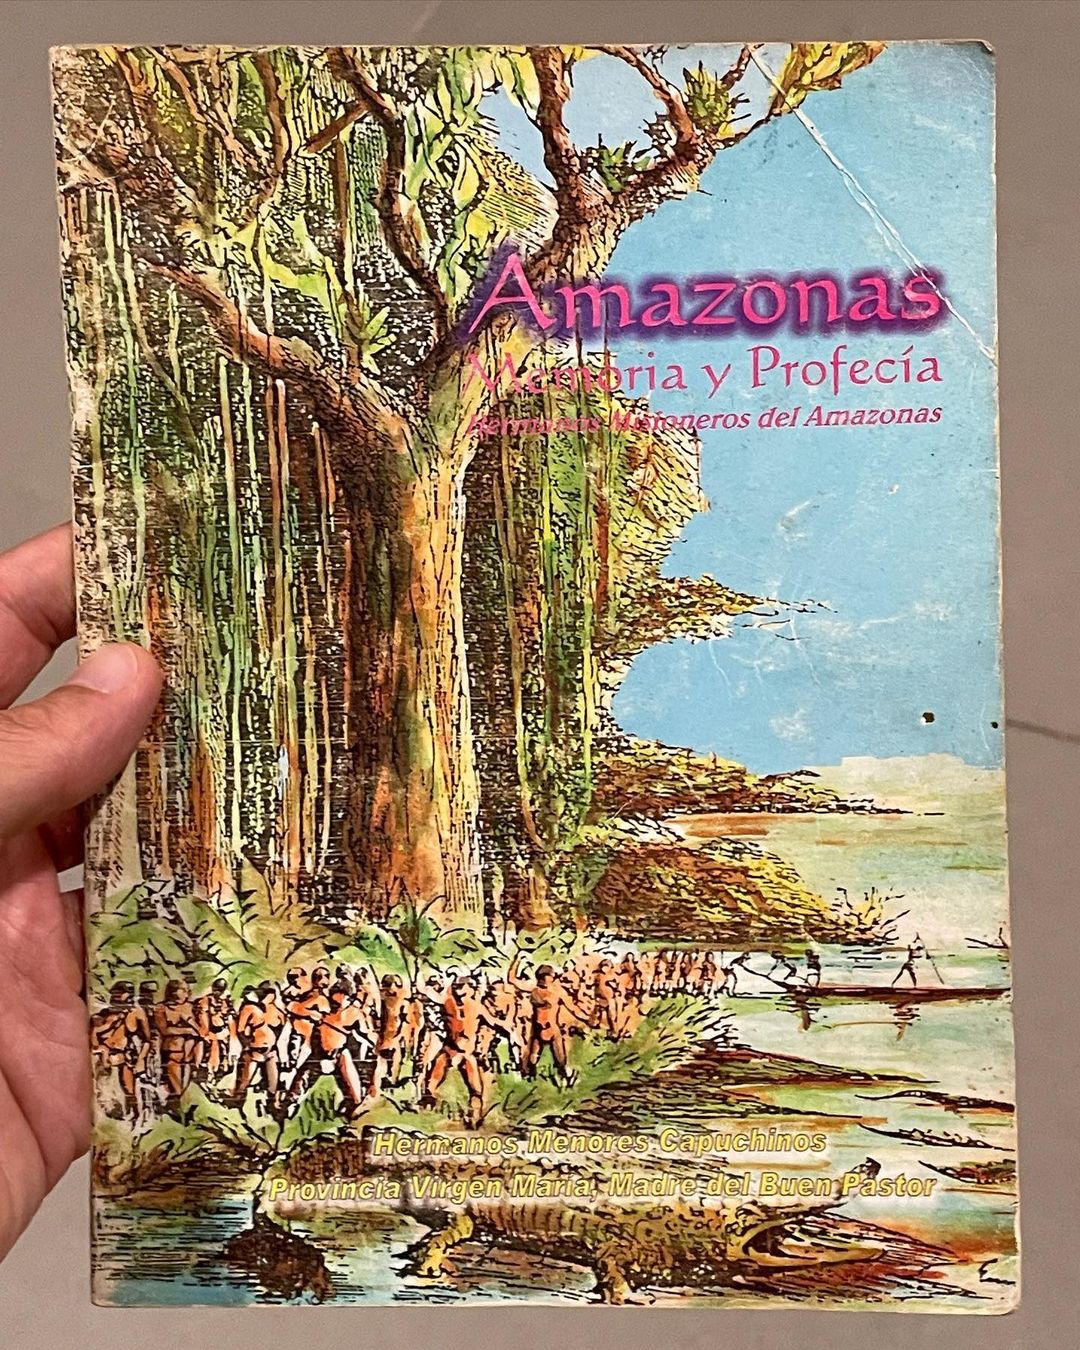 Amazonas
Memoria y Profecía
Hermanos Misioneros del Amazonas
Hermanos Menores Capuchinos
Provincia Virgen María, Madre del Buen Pastor